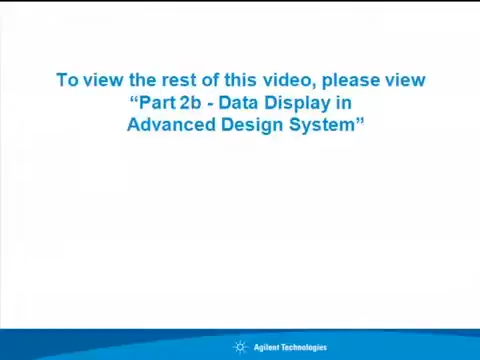 To view the rest of this video, please view
“Part 2b - Data Display in
Advanced Design System”
Agilent Technologies